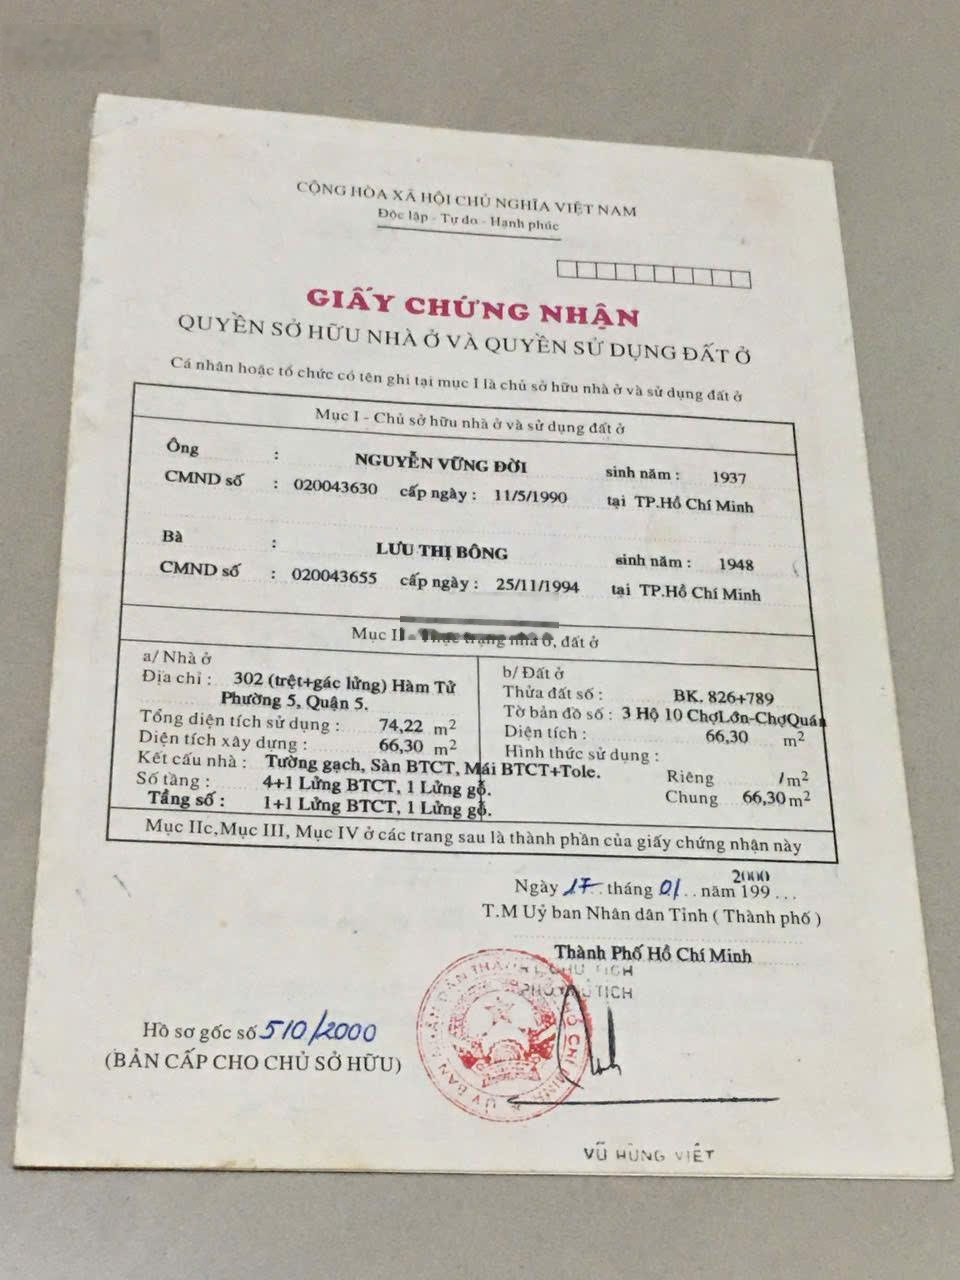 CỘNG HÒA XÃ HỘI CHỦ NGHĨA VIỆT NAM
Độc lập - Tự do - Hạnh phúc
GIẤY CHỨNG NHẬN
QUYỀN SỞ HỮU NHÀ Ở VÀ QUYỀN SỬ DỤNG ĐẤT Ở
Cá nhân hoặc tổ chức có tên ghi tại mục I là chủ sở hữu nhà ở và sử dụng đất ở
Mục I - Chủ sở hữu nhà ở và sử dụng đất ở
Ông : NGUYỄN VỮNG ĐỜI sinh năm : 1937
CMND số : 020043630 cấp ngày : 11/5/1990 tại TP.Hồ Chí Minh
Bà : LƯU THỊ BÔNG sinh năm : 1948
CMND số : 020043655 cấp ngày : 25/11/1994 tại TP.Hồ Chí Minh
Mục II - Thực trạng nhà ở, đất ở
a/ Nhà ở
Địa chỉ : 302 (trệt+gác lửng) Hàm Tử
Phường 5, Quận 5.
Tổng diện tích sử dụng : 74,22 m²
Diện tích xây dựng : 66,30 m²
Kết cấu nhà : Tường gạch, Sàn BTCT, Mái BTCT+Tole.
Số tầng : 4+1 Lửng BTCT, 1 Lửng gỗ.
Tầng số : 1+1 Lửng BTCT, 1 Lửng gỗ.
b/ Đất ở
Thửa đất số : BK. 826+789
Tờ bản đồ số : 3 Hộ 10 ChợLớn-ChợQuán
Diện tích : 66,30 m²
Hình thức sử dụng :
Riêng / m²
Chung 66,30 m²
Mục IIc,Mục III, Mục IV ở các trang sau là thành phần của giấy chứng nhận này
2000
Ngày 17 tháng 01 năm 199...
T.M Uỷ ban Nhân dân Tỉnh ( Thành phố )
Thành Phố Hồ Chí Minh
CHỦ TỊCH
PHÓ CHỦ TỊCH
Hồ sơ gốc số 510/2000
(BẢN CẤP CHO CHỦ SỞ HỮU)
VŨ HÙNG VIỆT